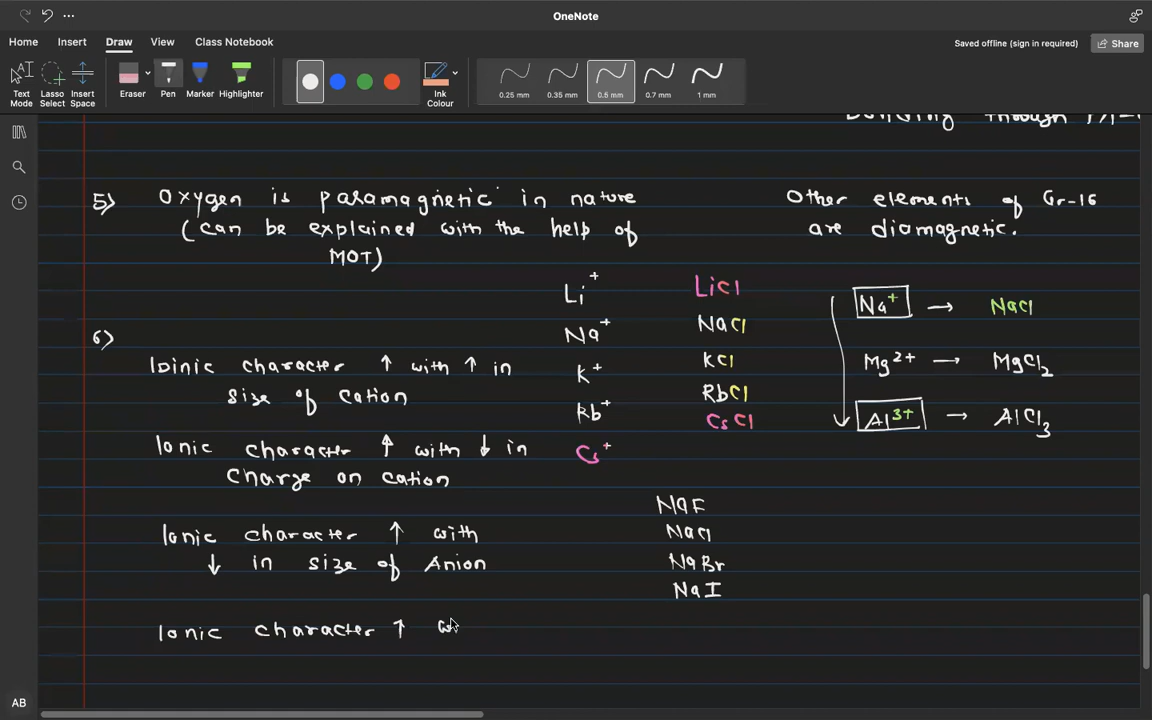 OneNote
Home Insert Draw View Class Notebook
Saved offline (sign in required) Share
Text Mode
Lasso Select
Insert Space
Eraser
Pen
Marker
Highlighter
Ink Colour
0.25 mm 0.35 mm 0.5 mm 0.7 mm 1 mm
through
5) Oxygen is paramagnetic in nature
(can be explained with the help of
MOT)
Other elements of Gr-16
are diamagnetic.
6)
Ioinic character ↑ with ↑ in
size of cation
Ionic character ↑ with ↓ in
Charge on cation
Ionic character ↑ with
↓ in size of Anion
Ionic character ↑ w
Li+
Na+
K+
Rb+
Cs+
LiCl
NaCl
KCl
RbCl
CsCl
Na+ → NaCl
Mg2+ → MgCl2
Al3+ → AlCl3
NaF
NaCl
NaBr
NaI
AB